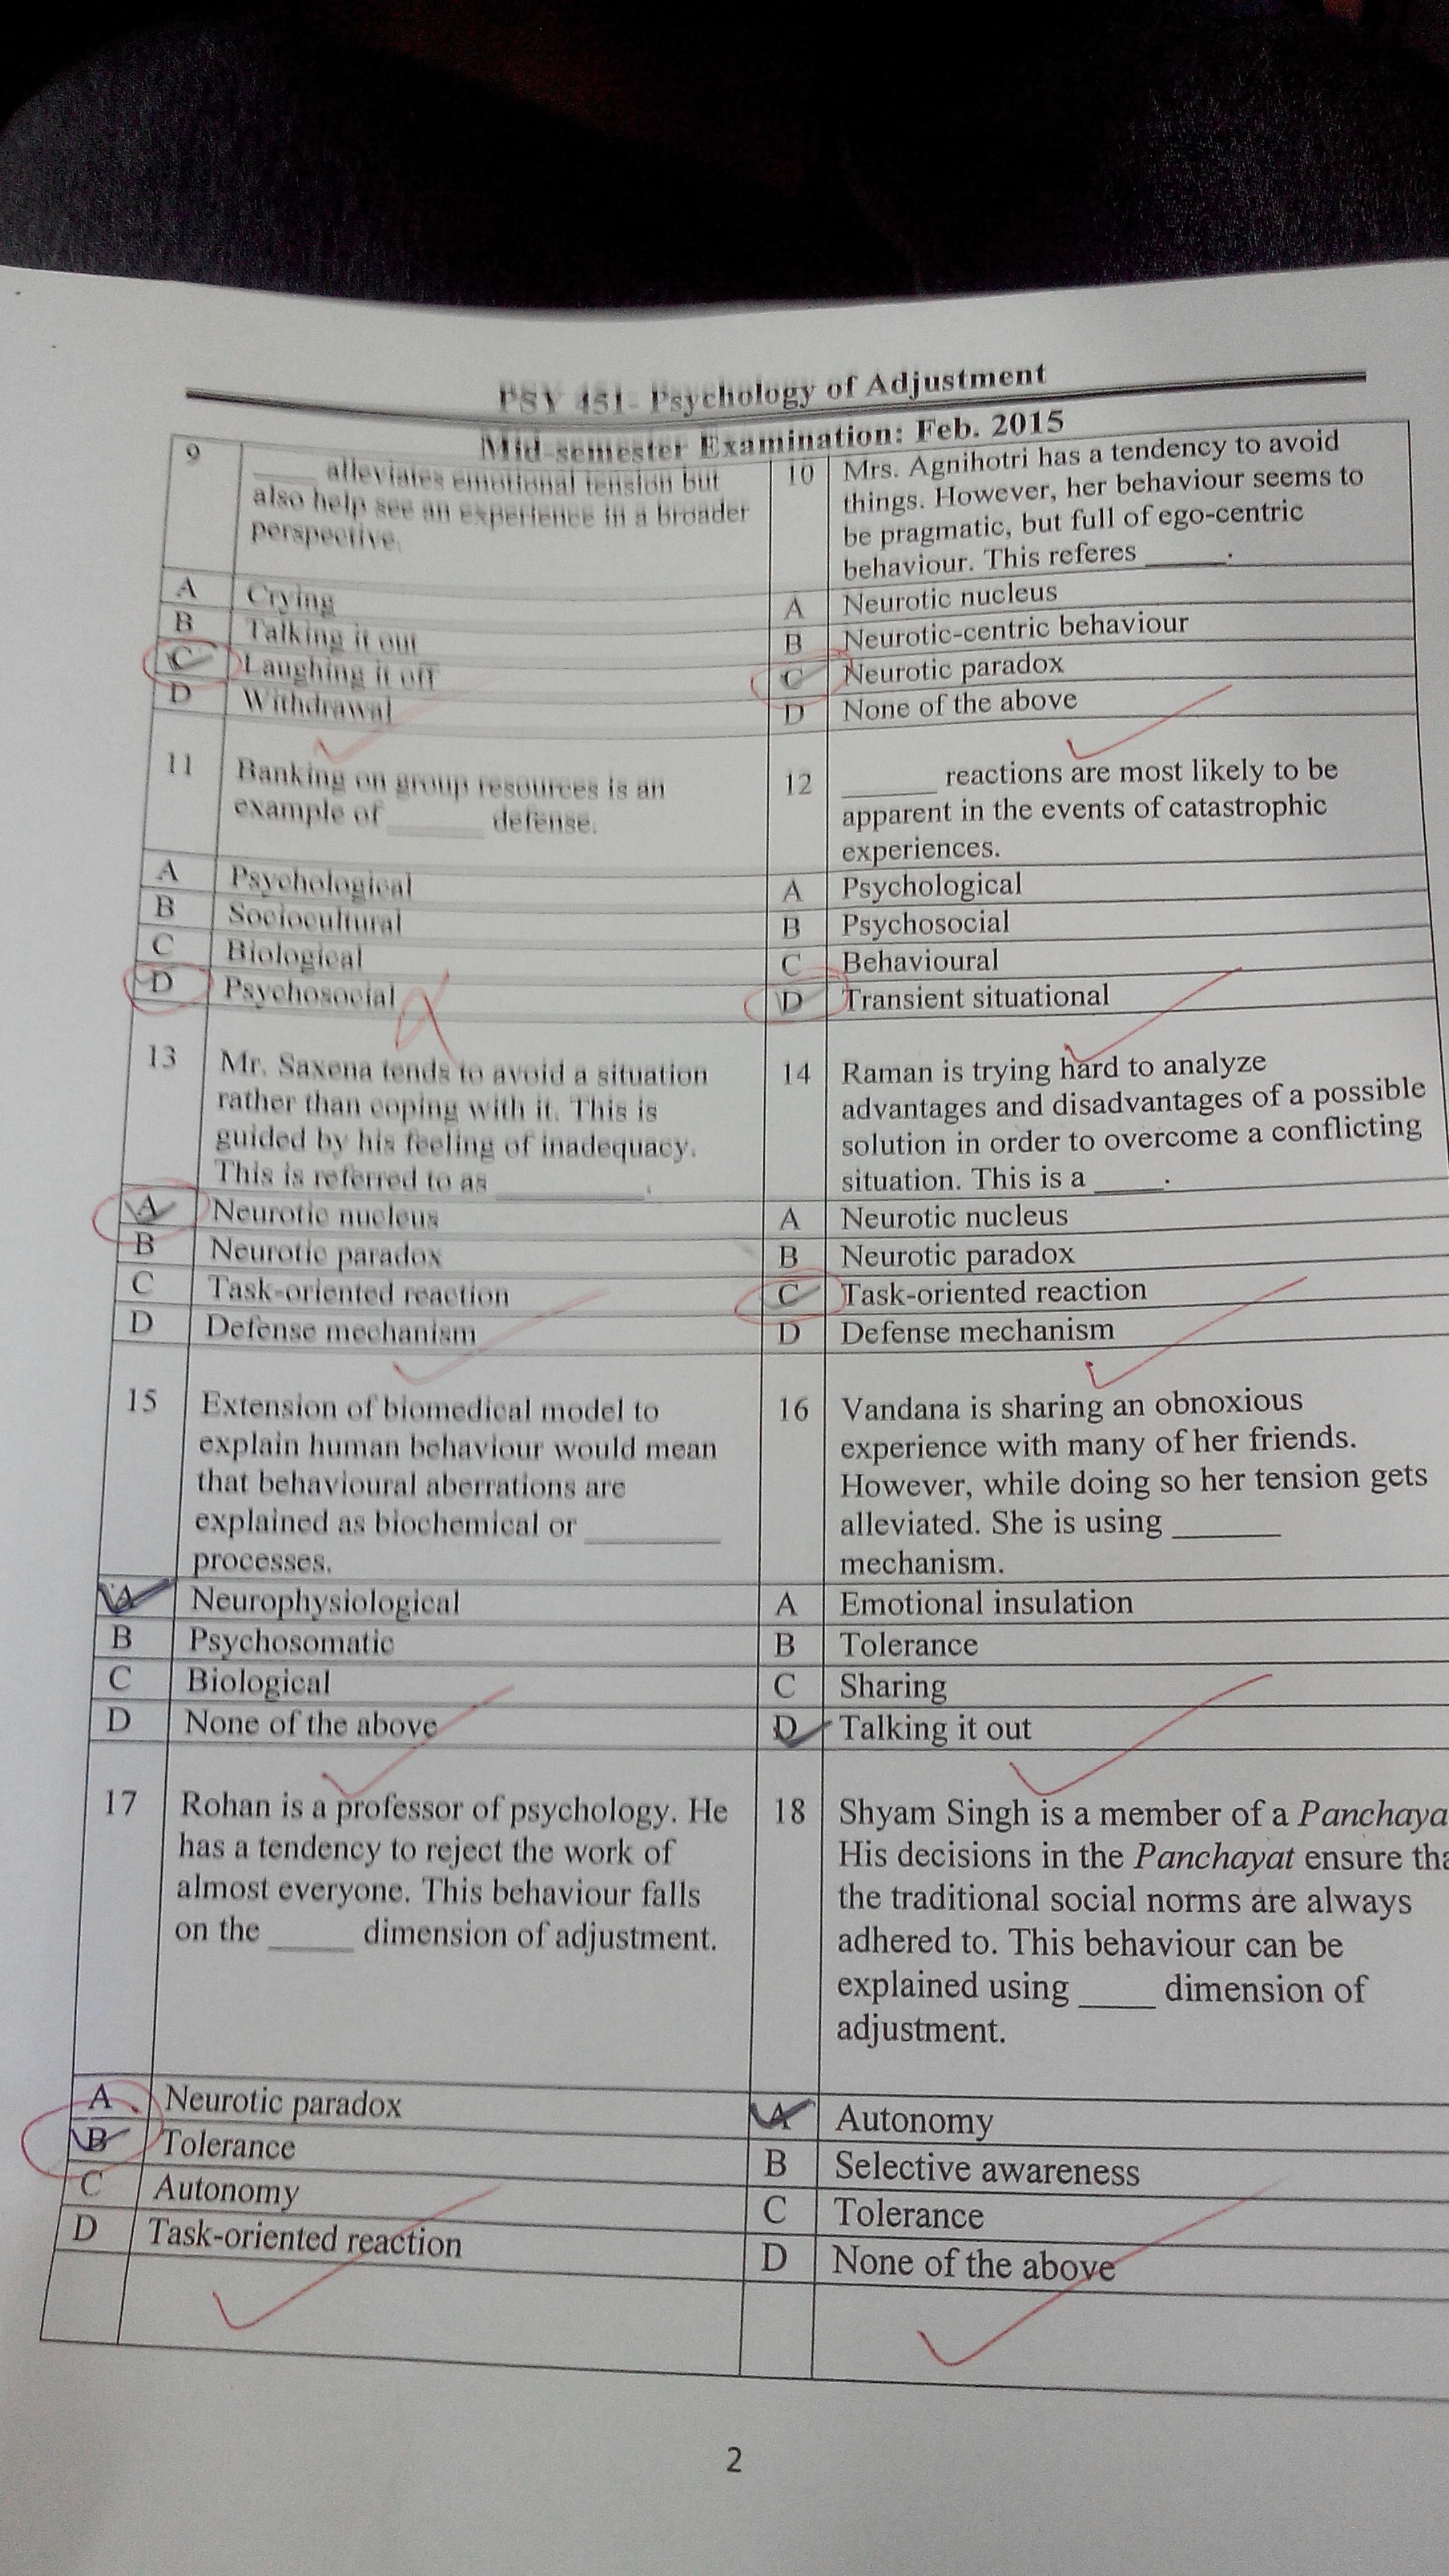 PSY 451- Psychology of Adjustment
Mid-semester Examination: Feb. 2015
9
_____ alleviates emotional tension but
also help see an experience in a broader
perspective.
A Crying
B Talking it out
C Laughing it off
D Withdrawal
10
Mrs. Agnihotri has a tendency to avoid
things. However, her behaviour seems to
be pragmatic, but full of ego-centric
behaviour. This referes _____.
A Neurotic nucleus
B Neurotic-centric behaviour
C Neurotic paradox
D None of the above
11
Banking on group resources is an
example of ______ defense.
A Psychological
B Sociocultural
C Biological
D Psychosocial
12
______ reactions are most likely to be
apparent in the events of catastrophic
experiences.
A Psychological
B Psychosocial
C Behavioural
D Transient situational
13
Mr. Saxena tends to avoid a situation
rather than coping with it. This is
guided by his feeling of inadequacy.
This is referred to as _________.
A Neurotic nucleus
B Neurotic paradox
C Task-oriented reaction
D Defense mechanism
14
Raman is trying hard to analyze
advantages and disadvantages of a possible
solution in order to overcome a conflicting
situation. This is a ____.
A Neurotic nucleus
B Neurotic paradox
C Task-oriented reaction
D Defense mechanism
15
Extension of biomedical model to
explain human behaviour would mean
that behavioural aberrations are
explained as biochemical or ________
processes.
A Neurophysiological
B Psychosomatic
C Biological
D None of the above
16
Vandana is sharing an obnoxious
experience with many of her friends.
However, while doing so her tension gets
alleviated. She is using ______
mechanism.
A Emotional insulation
B Tolerance
C Sharing
D Talking it out
17
Rohan is a professor of psychology. He
has a tendency to reject the work of
almost everyone. This behaviour falls
on the _____ dimension of adjustment.
A Neurotic paradox
B Tolerance
C Autonomy
D Task-oriented reaction
18
Shyam Singh is a member of a Panchaya
His decisions in the Panchayat ensure tha
the traditional social norms are always
adhered to. This behaviour can be
explained using ____ dimension of
adjustment.
A Autonomy
B Selective awareness
C Tolerance
D None of the above
2